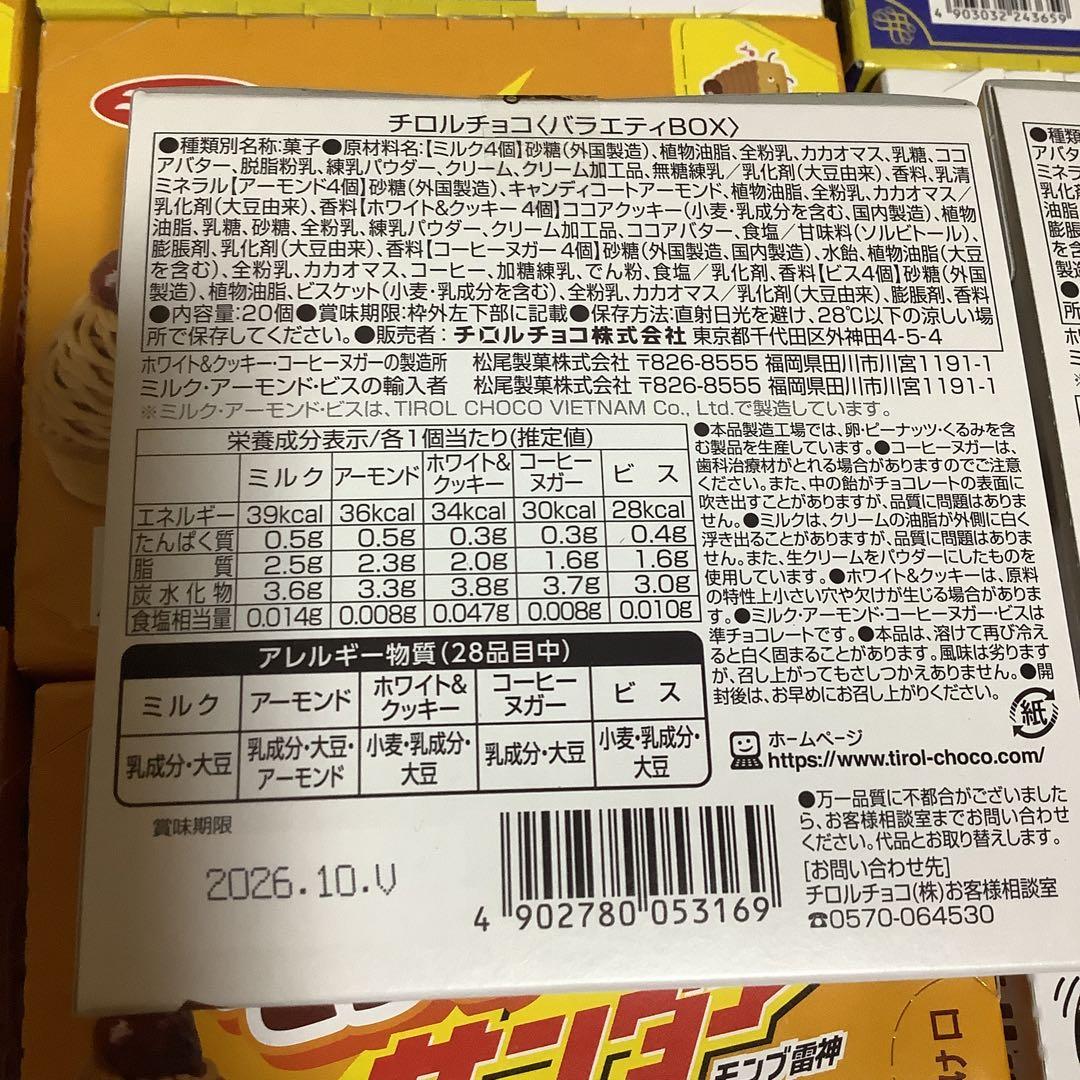 4 903032 243659
チロルチョコ〈バラエティBOX〉
●種類別名称:菓子●原材料名:【ミルク4個】砂糖(外国製造)、植物油脂、全粉乳、カカオマス、乳糖、ココ
アバター、脱脂粉乳、練乳パウダー、クリーム、クリーム加工品、無糖練乳/乳化剤(大豆由来)、香料、乳清
ミネラル【アーモンド4個】砂糖(外国製造)、キャンディコートアーモンド、植物油脂、全粉乳、カカオマス/
乳化剤(大豆由来)、香料【ホワイト&クッキー4個】ココアクッキー(小麦・乳成分を含む、国内製造)、植物
油脂、乳糖、砂糖、全粉乳、練乳パウダー、クリーム加工品、ココアバター、食塩/甘味料(ソルビトール)、
膨脹剤、乳化剤(大豆由来)、香料【コーヒーヌガー4個】砂糖(外国製造、国内製造)、水飴、植物油脂(大豆
を含む)、全粉乳、カカオマス、コーヒー、加糖練乳、でん粉、食塩/乳化剤、香料【ビス4個】砂糖(外国
製造)、植物油脂、ビスケット(小麦・乳成分を含む)、全粉乳、カカオマス/乳化剤(大豆由来)、膨脹剤、香料
●内容量:20個●賞味期限:枠外左下部に記載●保存方法:直射日光を避け、28℃以下の涼しい場
所で保存してください。●販売者:チロルチョコ株式会社 東京都千代田区外神田4-5-4
ホワイト&クッキー・コーヒーヌガーの製造所 松尾製菓株式会社 〒826-8555 福岡県田川市川宮1191-1
ミルク・アーモンド・ビスの輸入者 松尾製菓株式会社 〒826-8555 福岡県田川市川宮1191-1
※ミルク・アーモンド・ビスは、TIROL CHOCO VIETNAM Co., Ltd.で製造しています。
栄養成分表示/各1個当たり(推定値)
ミルク アーモンド ホワイト&クッキー コーヒーヌガー ビス
エネルギー 39kcal 36kcal 34kcal 30kcal 28kcal
たんぱく質 0.5g 0.5g 0.3g 0.3g 0.4g
脂質 2.5g 2.3g 2.0g 1.6g 1.6g
炭水化物 3.6g 3.3g 3.8g 3.7g 3.0g
食塩相当量 0.014g 0.008g 0.047g 0.008g 0.010g
アレルギー物質(28品目中)
ミルク アーモンド ホワイト&クッキー コーヒーヌガー ビス
乳成分・大豆 乳成分・大豆・アーモンド 小麦・乳成分・大豆 乳成分・大豆 小麦・乳成分・大豆
●本品製造工場では、卵・ピーナッツ・くるみを含
む製品を生産しています。●コーヒーヌガーは、
歯科治療材がとれる場合がありますのでご注意
ください。また、中の飴がチョコレートの表面に
吹き出すことがありますが、品質に問題はありま
せん。●ミルクは、クリームの油脂が外側に白く
浮き出ることがありますが、品質に問題はありま
せん。また、生クリームをパウダーにしたものを
使用しています。●ホワイト&クッキーは、原料
の特性上小さい穴や欠けが生じる場合がありま
す。●ミルク・アーモンド・コーヒーヌガー・ビスは
準チョコレートです。●本品は、溶けて再び冷え
ると白く固まることがあります。風味は劣ります
が、召し上がってもさしつかえありません。●開
封後は、お早めにお召し上がりください。
紙
ホームページ
https://www.tirol-choco.com/
●万一品質に不都合がございました
ら、お客様相談室までお問い合わせ
ください。代品とお取り替えします。
[お問い合わせ先]
チロルチョコ(株)お客様相談室
☎0570-064530
賞味期限
2026.10.V
4 902780 053169
サンダー
モンブ雷神